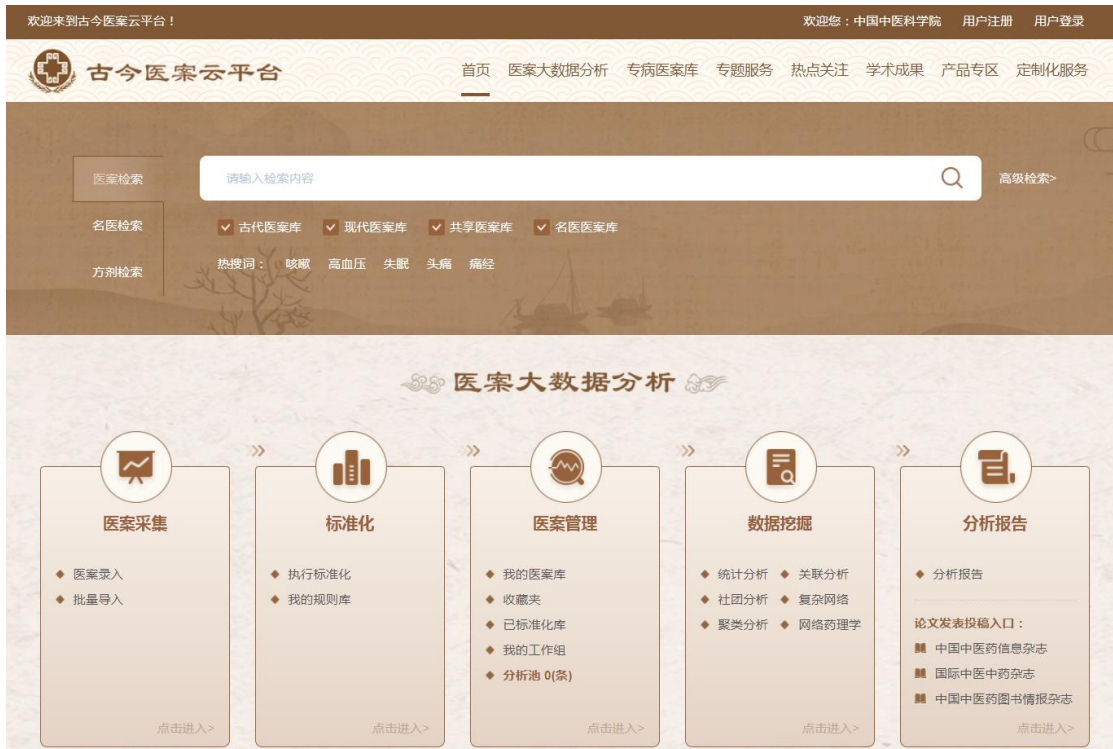 欢迎来到古今医案云平台！
欢迎您：中国中医科学院 用户注册 用户登录
古今医案云平台
首页 医案大数据分析 专病医案库 专题服务 热点关注 学术成果 产品专区 定制化服务
医案检索
请输入检索内容
高级检索>
名医检索
古代医案库 现代医案库 共享医案库 名医医案库
方剂检索
热搜词： 咳嗽 高血压 失眠 头痛 痛经
医案大数据分析
医案采集
医案录入
批量导入
点击进入>
标准化
执行标准化
我的规则库
点击进入>
医案管理
我的医案库
收藏夹
已标准化库
我的工作组
分析池 0(条)
点击进入>
数据挖掘
统计分析 关联分析
社团分析 复杂网络
聚类分析 网络药理学
点击进入>
分析报告
分析报告
论文发表投稿入口：
中国中医药信息杂志
国际中医中药杂志
中国中医药图书情报杂志
点击进入>